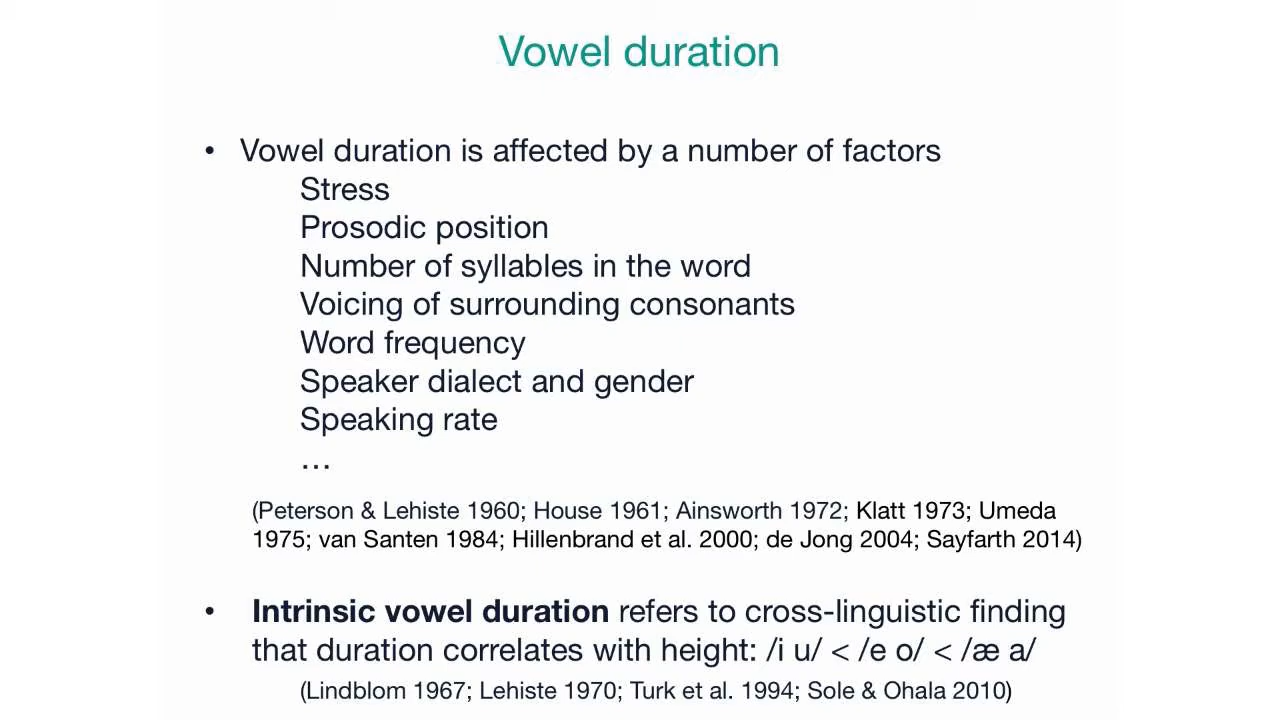 Vowel duration
• Vowel duration is affected by a number of factors
Stress
Prosodic position
Number of syllables in the word
Voicing of surrounding consonants
Word frequency
Speaker dialect and gender
Speaking rate
…
(Peterson & Lehiste 1960; House 1961; Ainsworth 1972; Klatt 1973; Umeda
1975; van Santen 1984; Hillenbrand et al. 2000; de Jong 2004; Sayfarth 2014)
• Intrinsic vowel duration refers to cross-linguistic finding
that duration correlates with height: /i u/ < /e o/ < /æ a/
(Lindblom 1967; Lehiste 1970; Turk et al. 1994; Sole & Ohala 2010)